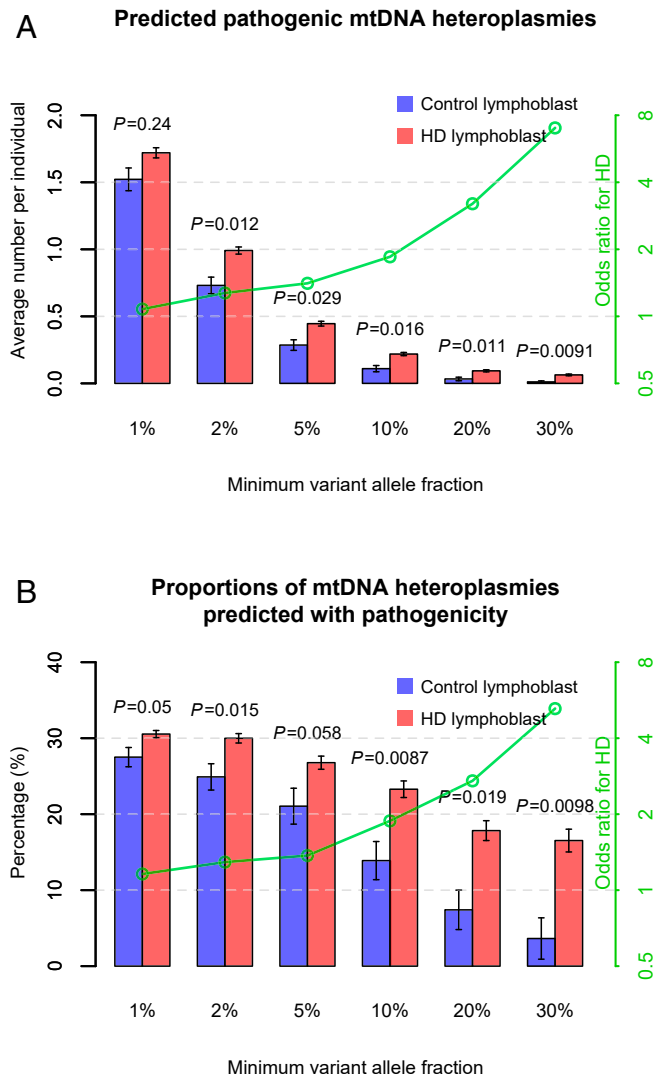 A
Predicted pathogenic mtDNA heteroplasmies
Control lymphoblast
HD lymphoblast
Average number per individual
2.0
1.5
1.0
0.5
0.0
P=0.24
P=0.012
P=0.029
P=0.016
P=0.011
P=0.0091
8
4
2
1
0.5
Odds ratio for HD
1% 2% 5% 10% 20% 30%
Minimum variant allele fraction
B
Proportions of mtDNA heteroplasmies
predicted with pathogenicity
Control lymphoblast
HD lymphoblast
Percentage (%)
40
30
20
10
0
P=0.05
P=0.015
P=0.058
P=0.0087
P=0.019
P=0.0098
8
4
2
1
0.5
Odds ratio for HD
1% 2% 5% 10% 20% 30%
Minimum variant allele fraction